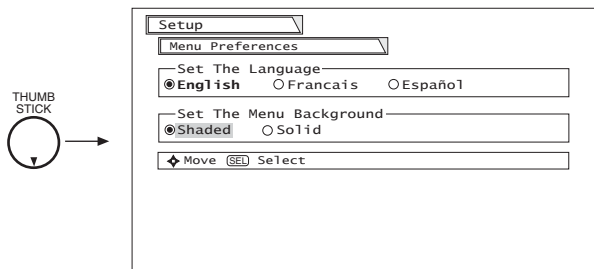 Setup
Menu Preferences
Set The Language
English Francais Español
THUMB
STICK
Set The Menu Background
Shaded Solid
Move SEL Select